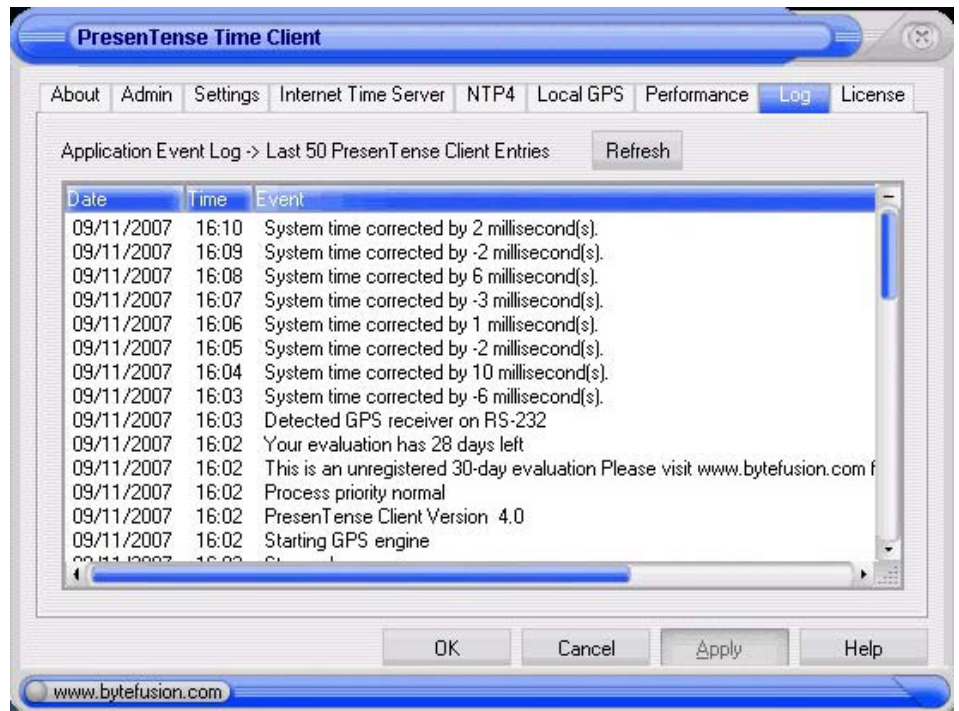 PresenTense Time Client
About Admin Settings Internet Time Server NTP4 Local GPS Performance Log License
Application Event Log -> Last 50 PresenTense Client Entries Refresh
Date Time Event
09/11/2007 16:10 System time corrected by 2 millisecond(s).
09/11/2007 16:09 System time corrected by -2 millisecond(s).
09/11/2007 16:08 System time corrected by 6 millisecond(s).
09/11/2007 16:07 System time corrected by -3 millisecond(s).
09/11/2007 16:06 System time corrected by 1 millisecond(s).
09/11/2007 16:05 System time corrected by -2 millisecond(s).
09/11/2007 16:04 System time corrected by 10 millisecond(s).
09/11/2007 16:03 System time corrected by -6 millisecond(s).
09/11/2007 16:03 Detected GPS receiver on RS-232
09/11/2007 16:02 Your evaluation has 28 days left
09/11/2007 16:02 This is an unregistered 30-day evaluation Please visit www.bytefusion.com f
09/11/2007 16:02 Process priority normal
09/11/2007 16:02 PresenTense Client Version 4.0
09/11/2007 16:02 Starting GPS engine
OK Cancel Apply Help
www.bytefusion.com